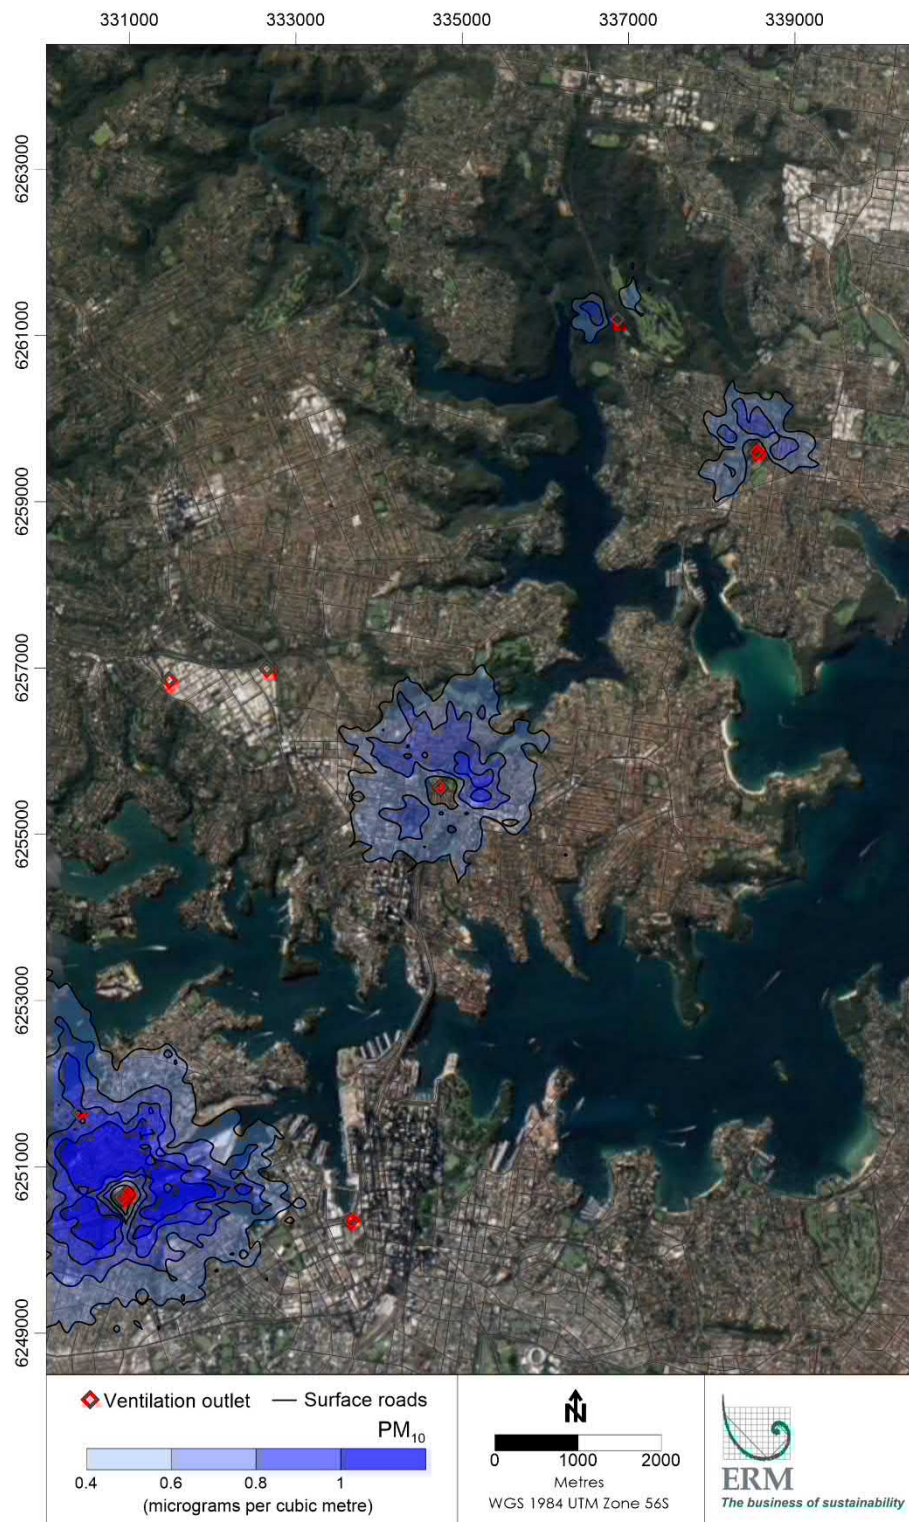 331000 333000 335000 337000 339000
6263000
6261000
6259000
6257000
6255000
6253000
6251000
6249000
Ventilation outlet — Surface roads
PM₁₀
0.4 0.6 0.8 1
(micrograms per cubic metre)
N
0 1000 2000
Metres
WGS 1984 UTM Zone 56S
ERM
The business of sustainability